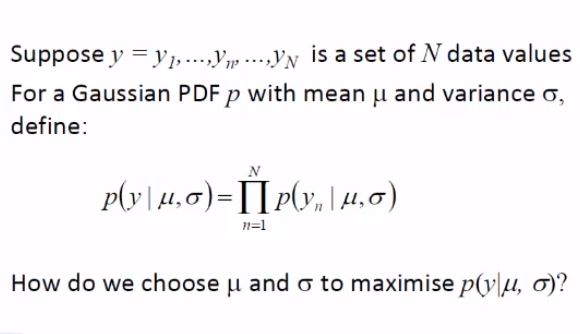 Suppose y = y₁,...,yₙ, ...,y_N is a set of N data values
For a Gaussian PDF p with mean μ and variance σ,
define:
p(y | μ,σ)=∏_{n=1}^{N} p(yₙ | μ,σ)
How do we choose μ and σ to maximise p(y|μ, σ)?